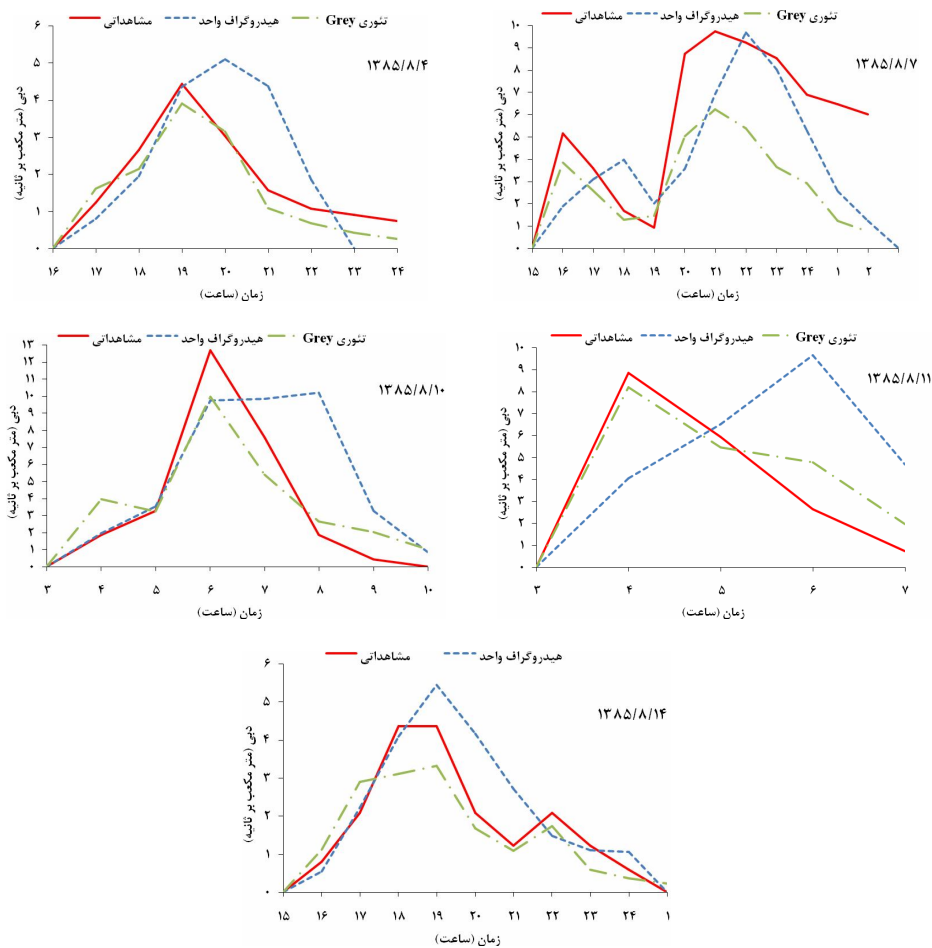 مشاهداتی هیدروگراف واحد تئوری Grey
۱۳۸۵/۸/۴
دبی (متر مکعب بر ثانیه)
۶
۵
۴
۳
۲
۱
۰
۱۶ ۱۷ ۱۸ ۱۹ ۲۰ ۲۱ ۲۲ ۲۳ ۲۴
زمان (ساعت)
مشاهداتی هیدروگراف واحد تئوری Grey
۱۳۸۵/۸/۷
دبی (متر مکعب بر ثانیه)
۱۰
۹
۸
۷
۶
۵
۴
۳
۲
۱
۰
۱۵ ۱۶ ۱۷ ۱۸ ۱۹ ۲۰ ۲۱ ۲۲ ۲۳ ۲۴ ۱ ۲
زمان (ساعت)
مشاهداتی هیدروگراف واحد تئوری Grey
۱۳۸۵/۸/۱۰
دبی (متر مکعب بر ثانیه)
۱۳
۱۲
۱۱
۱۰
۹
۸
۷
۶
۵
۴
۳
۲
۱
۰
۳ ۴ ۵ ۶ ۷ ۸ ۹ ۱۰
زمان (ساعت)
مشاهداتی هیدروگراف واحد تئوری Grey
۱۳۸۵/۸/۱۱
دبی (متر مکعب بر ثانیه)
۱۰
۹
۸
۷
۶
۵
۴
۳
۲
۱
۰
۳ ۴ ۵ ۶ ۷
زمان (ساعت)
مشاهداتی هیدروگراف واحد
۱۳۸۵/۸/۱۴
دبی (متر مکعب بر ثانیه)
۶
۵
۴
۳
۲
۱
۰
۱۵ ۱۶ ۱۷ ۱۸ ۱۹ ۲۰ ۲۱ ۲۲ ۲۳ ۲۴ ۱
زمان (ساعت)